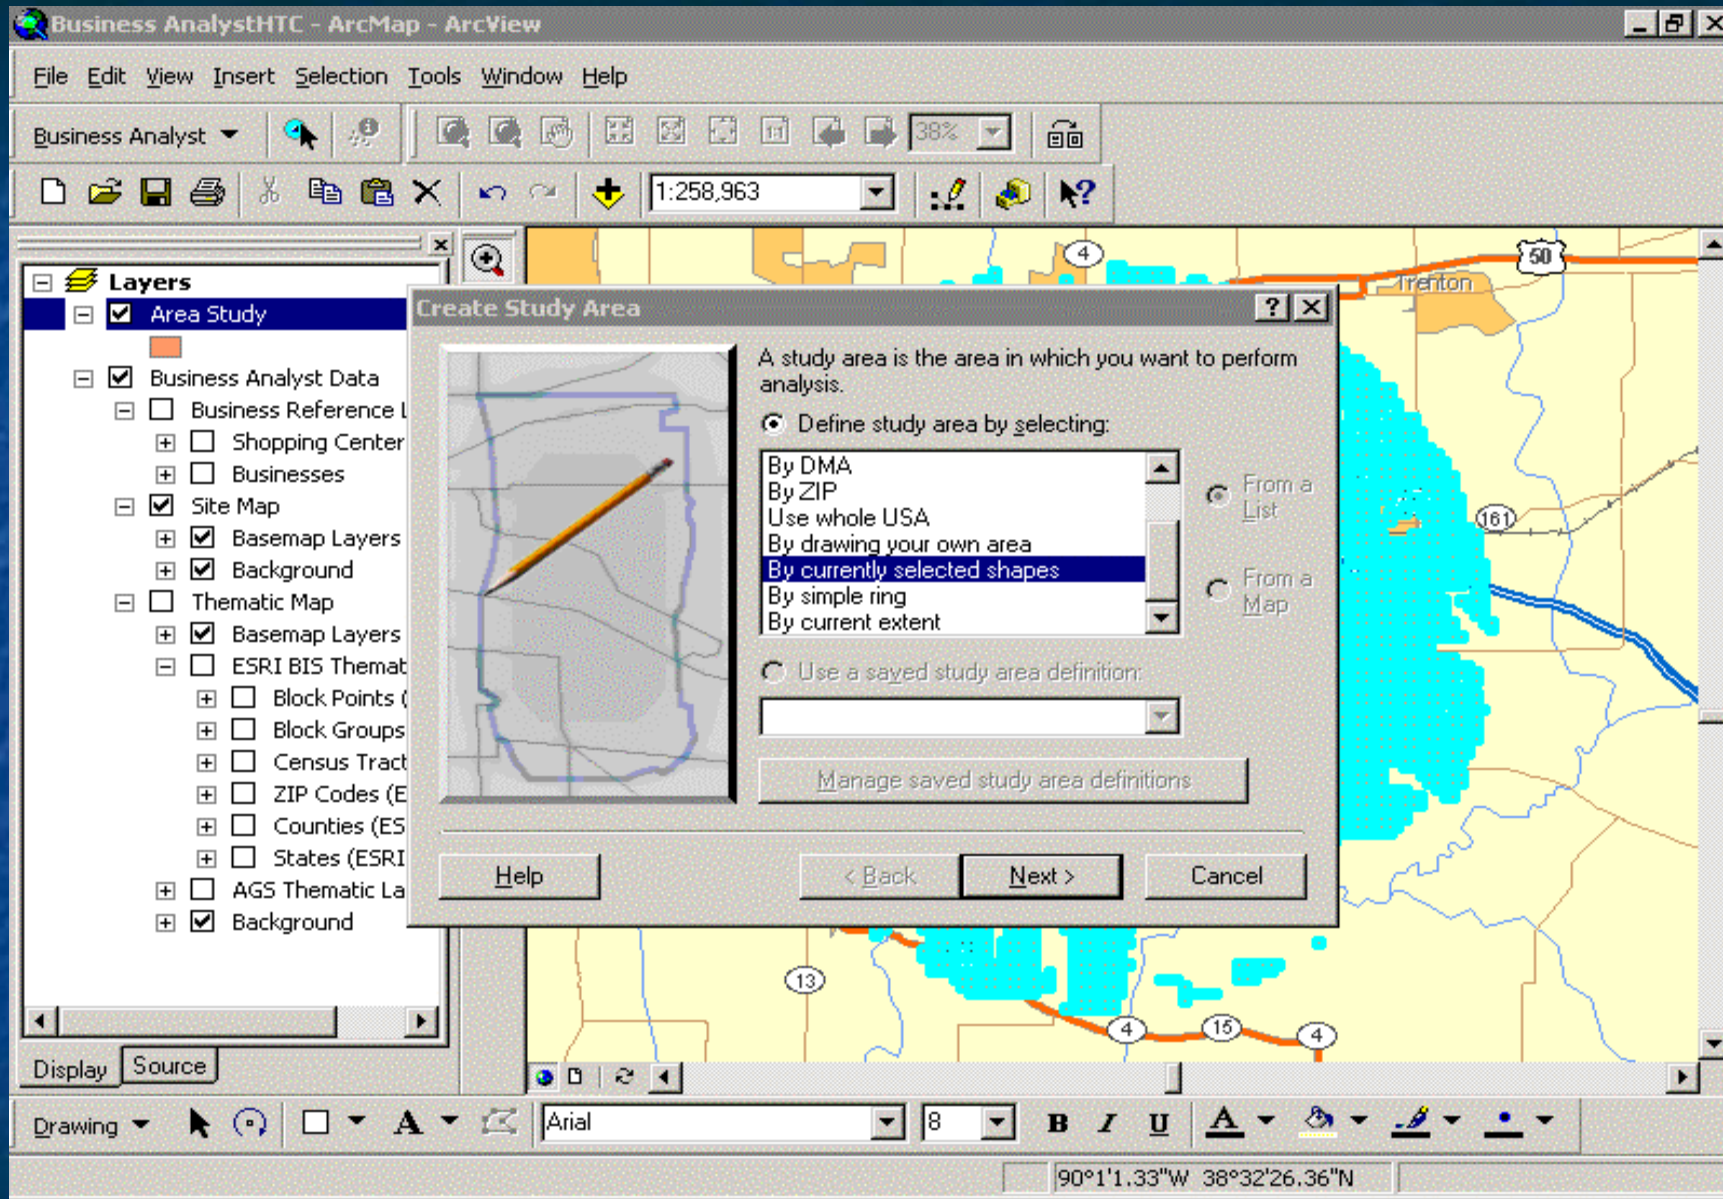 Business AnalystHTC - ArcMap - ArcView
File Edit View Insert Selection Tools Window Help
Business Analyst
1:1
38%
1:258,963
Layers
Area Study
Business Analyst Data
Business Reference L
Shopping Center
Businesses
Site Map
Basemap Layers
Background
Thematic Map
Basemap Layers
ESRI BIS Themat
Block Points (
Block Groups
Census Tract
ZIP Codes (E
Counties (ES
States (ESRI
AGS Thematic La
Background
Display Source
Create Study Area
A study area is the area in which you want to perform
analysis.
Define study area by selecting:
By DMA
By ZIP
Use whole USA
By drawing your own area
By currently selected shapes
By simple ring
By current extent
From a
List
From a
Map
Use a saved study area definition:
Manage saved study area definitions
Help
< Back
Next >
Cancel
4
50
Trenton
161
13
4
15
4
Drawing
A
Arial
8
B I U A
90°1'1.33"W 38°32'26.36"N